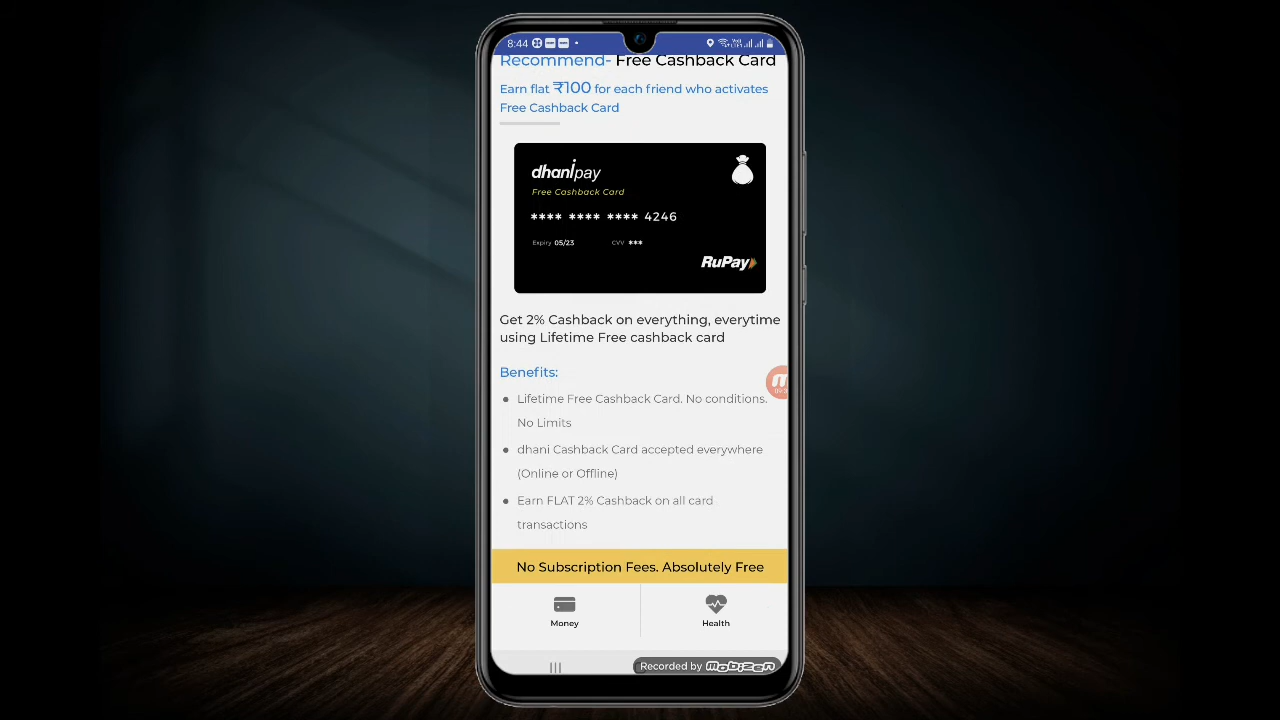 8:44
Recommend- Free Cashback Card
Earn flat ₹100 for each friend who activates
Free Cashback Card
dhanipay
Free Cashback Card
**** **** **** 4246
Expiry 05/23 CVV ***
RuPay
Get 2% Cashback on everything, everytime
using Lifetime Free cashback card
Benefits:
Lifetime Free Cashback Card. No conditions.
No Limits
dhani Cashback Card accepted everywhere
(Online or Offline)
Earn FLAT 2% Cashback on all card
transactions
No Subscription Fees. Absolutely Free
Money Health
Recorded by mobizen